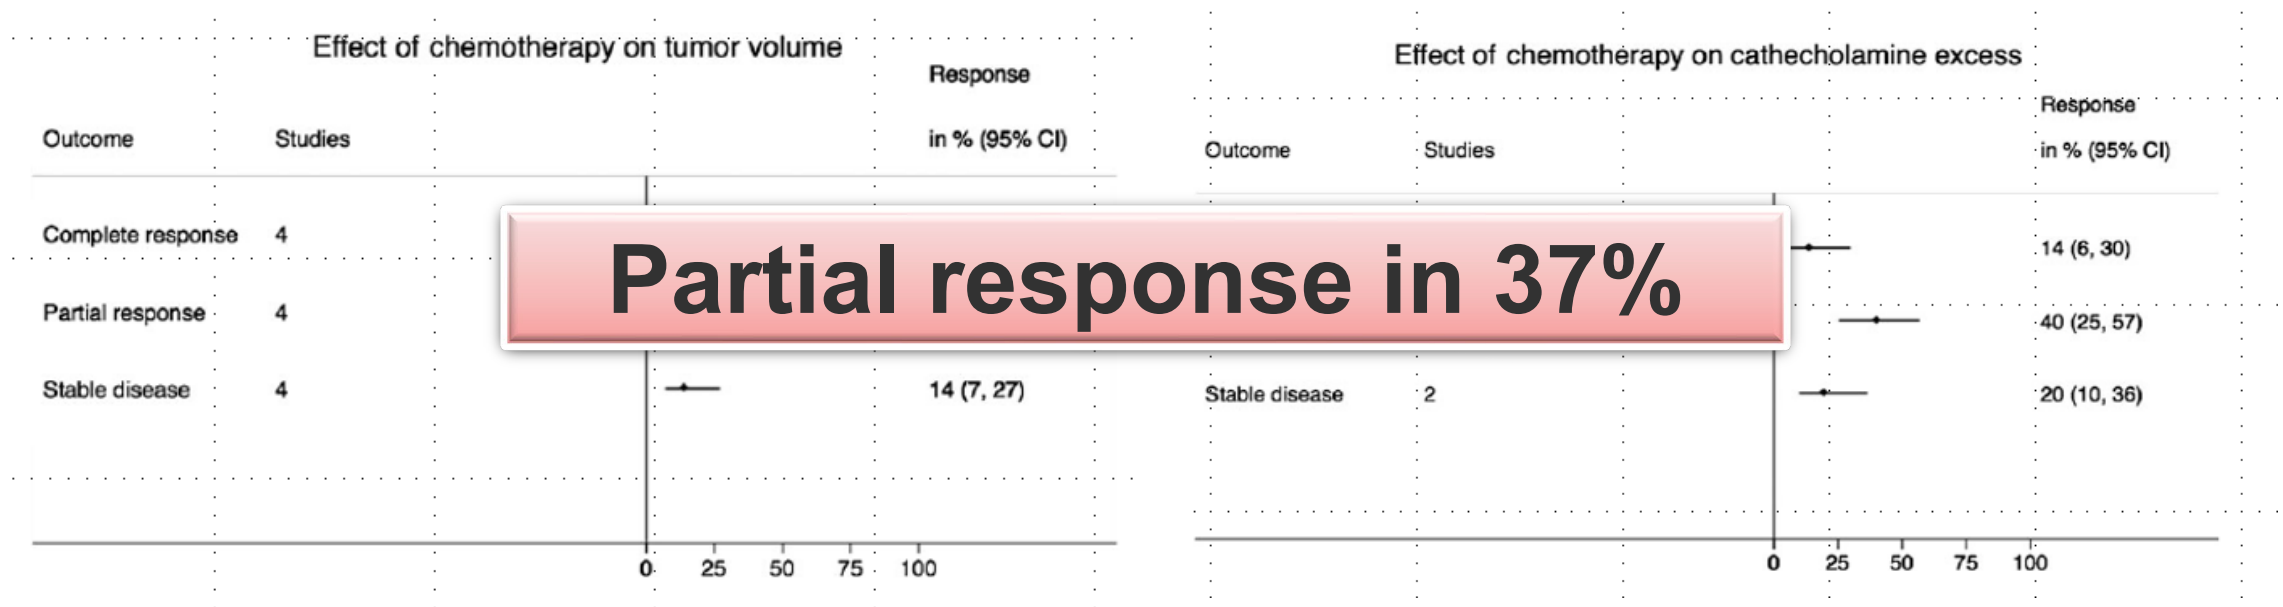 Effect of chemotherapy on tumor volume
Response
Outcome Studies in % (95% CI)
Complete response 4
Partial response 4
Stable disease 4 14 (7, 27)
0 25 50 75 100
Partial response in 37%
Effect of chemotherapy on cathecholamine excess
Response
Outcome Studies in % (95% CI)
14 (6, 30)
40 (25, 57)
Stable disease 2 20 (10, 36)
0 25 50 75 100